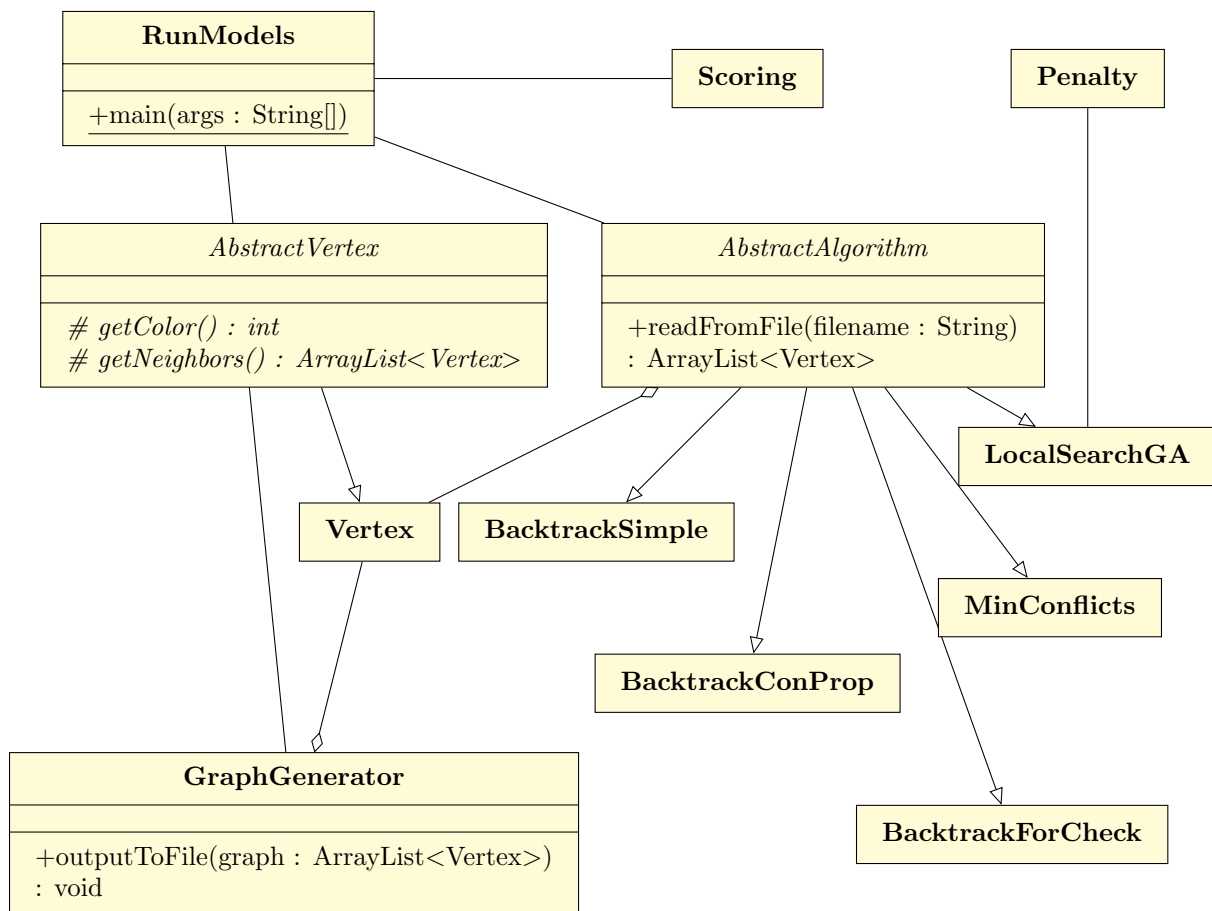 RunModels
+main(args : String[])
Scoring
Penalty
AbstractVertex
# getColor() : int
# getNeighbors() : ArrayList<Vertex>
AbstractAlgorithm
+readFromFile(filename : String)
: ArrayList<Vertex>
LocalSearchGA
Vertex
BacktrackSimple
MinConflicts
BacktrackConProp
GraphGenerator
+outputToFile(graph : ArrayList<Vertex>)
: void
BacktrackForCheck